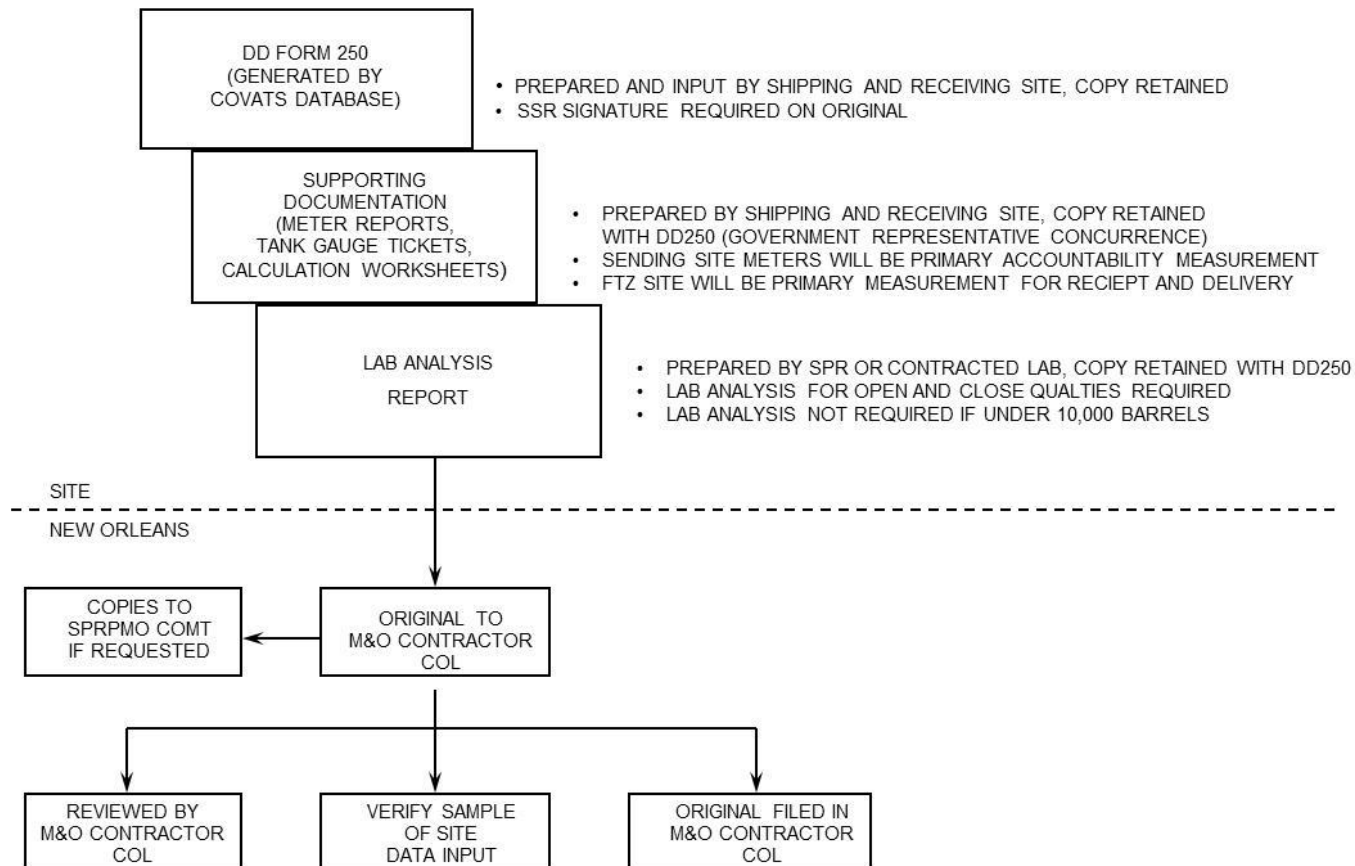 DD FORM 250
(GENERATED BY
COVATS DATABASE)
• PREPARED AND INPUT BY SHIPPING AND RECEIVING SITE, COPY RETAINED
• SSR SIGNATURE REQUIRED ON ORIGINAL
SUPPORTING
DOCUMENTATION
(METER REPORTS,
TANK GAUGE TICKETS,
CALCULATION WORKSHEETS)
• PREPARED BY SHIPPING AND RECEIVING SITE, COPY RETAINED
WITH DD250 (GOVERNMENT REPRESENTATIVE CONCURRENCE)
• SENDING SITE METERS WILL BE PRIMARY ACCOUNTABILITY MEASUREMENT
• FTZ SITE WILL BE PRIMARY MEASUREMENT FOR RECIEPT AND DELIVERY
LAB ANALYSIS
REPORT
• PREPARED BY SPR OR CONTRACTED LAB, COPY RETAINED WITH DD250
• LAB ANALYSIS FOR OPEN AND CLOSE QUALTIES REQUIRED
• LAB ANALYSIS NOT REQUIRED IF UNDER 10,000 BARRELS
SITE
NEW ORLEANS
COPIES TO
SPRPMO COMT
IF REQUESTED
ORIGINAL TO
M&O CONTRACTOR
COL
REVIEWED BY
M&O CONTRACTOR
COL
VERIFY SAMPLE
OF SITE
DATA INPUT
ORIGINAL FILED IN
M&O CONTRACTOR
COL